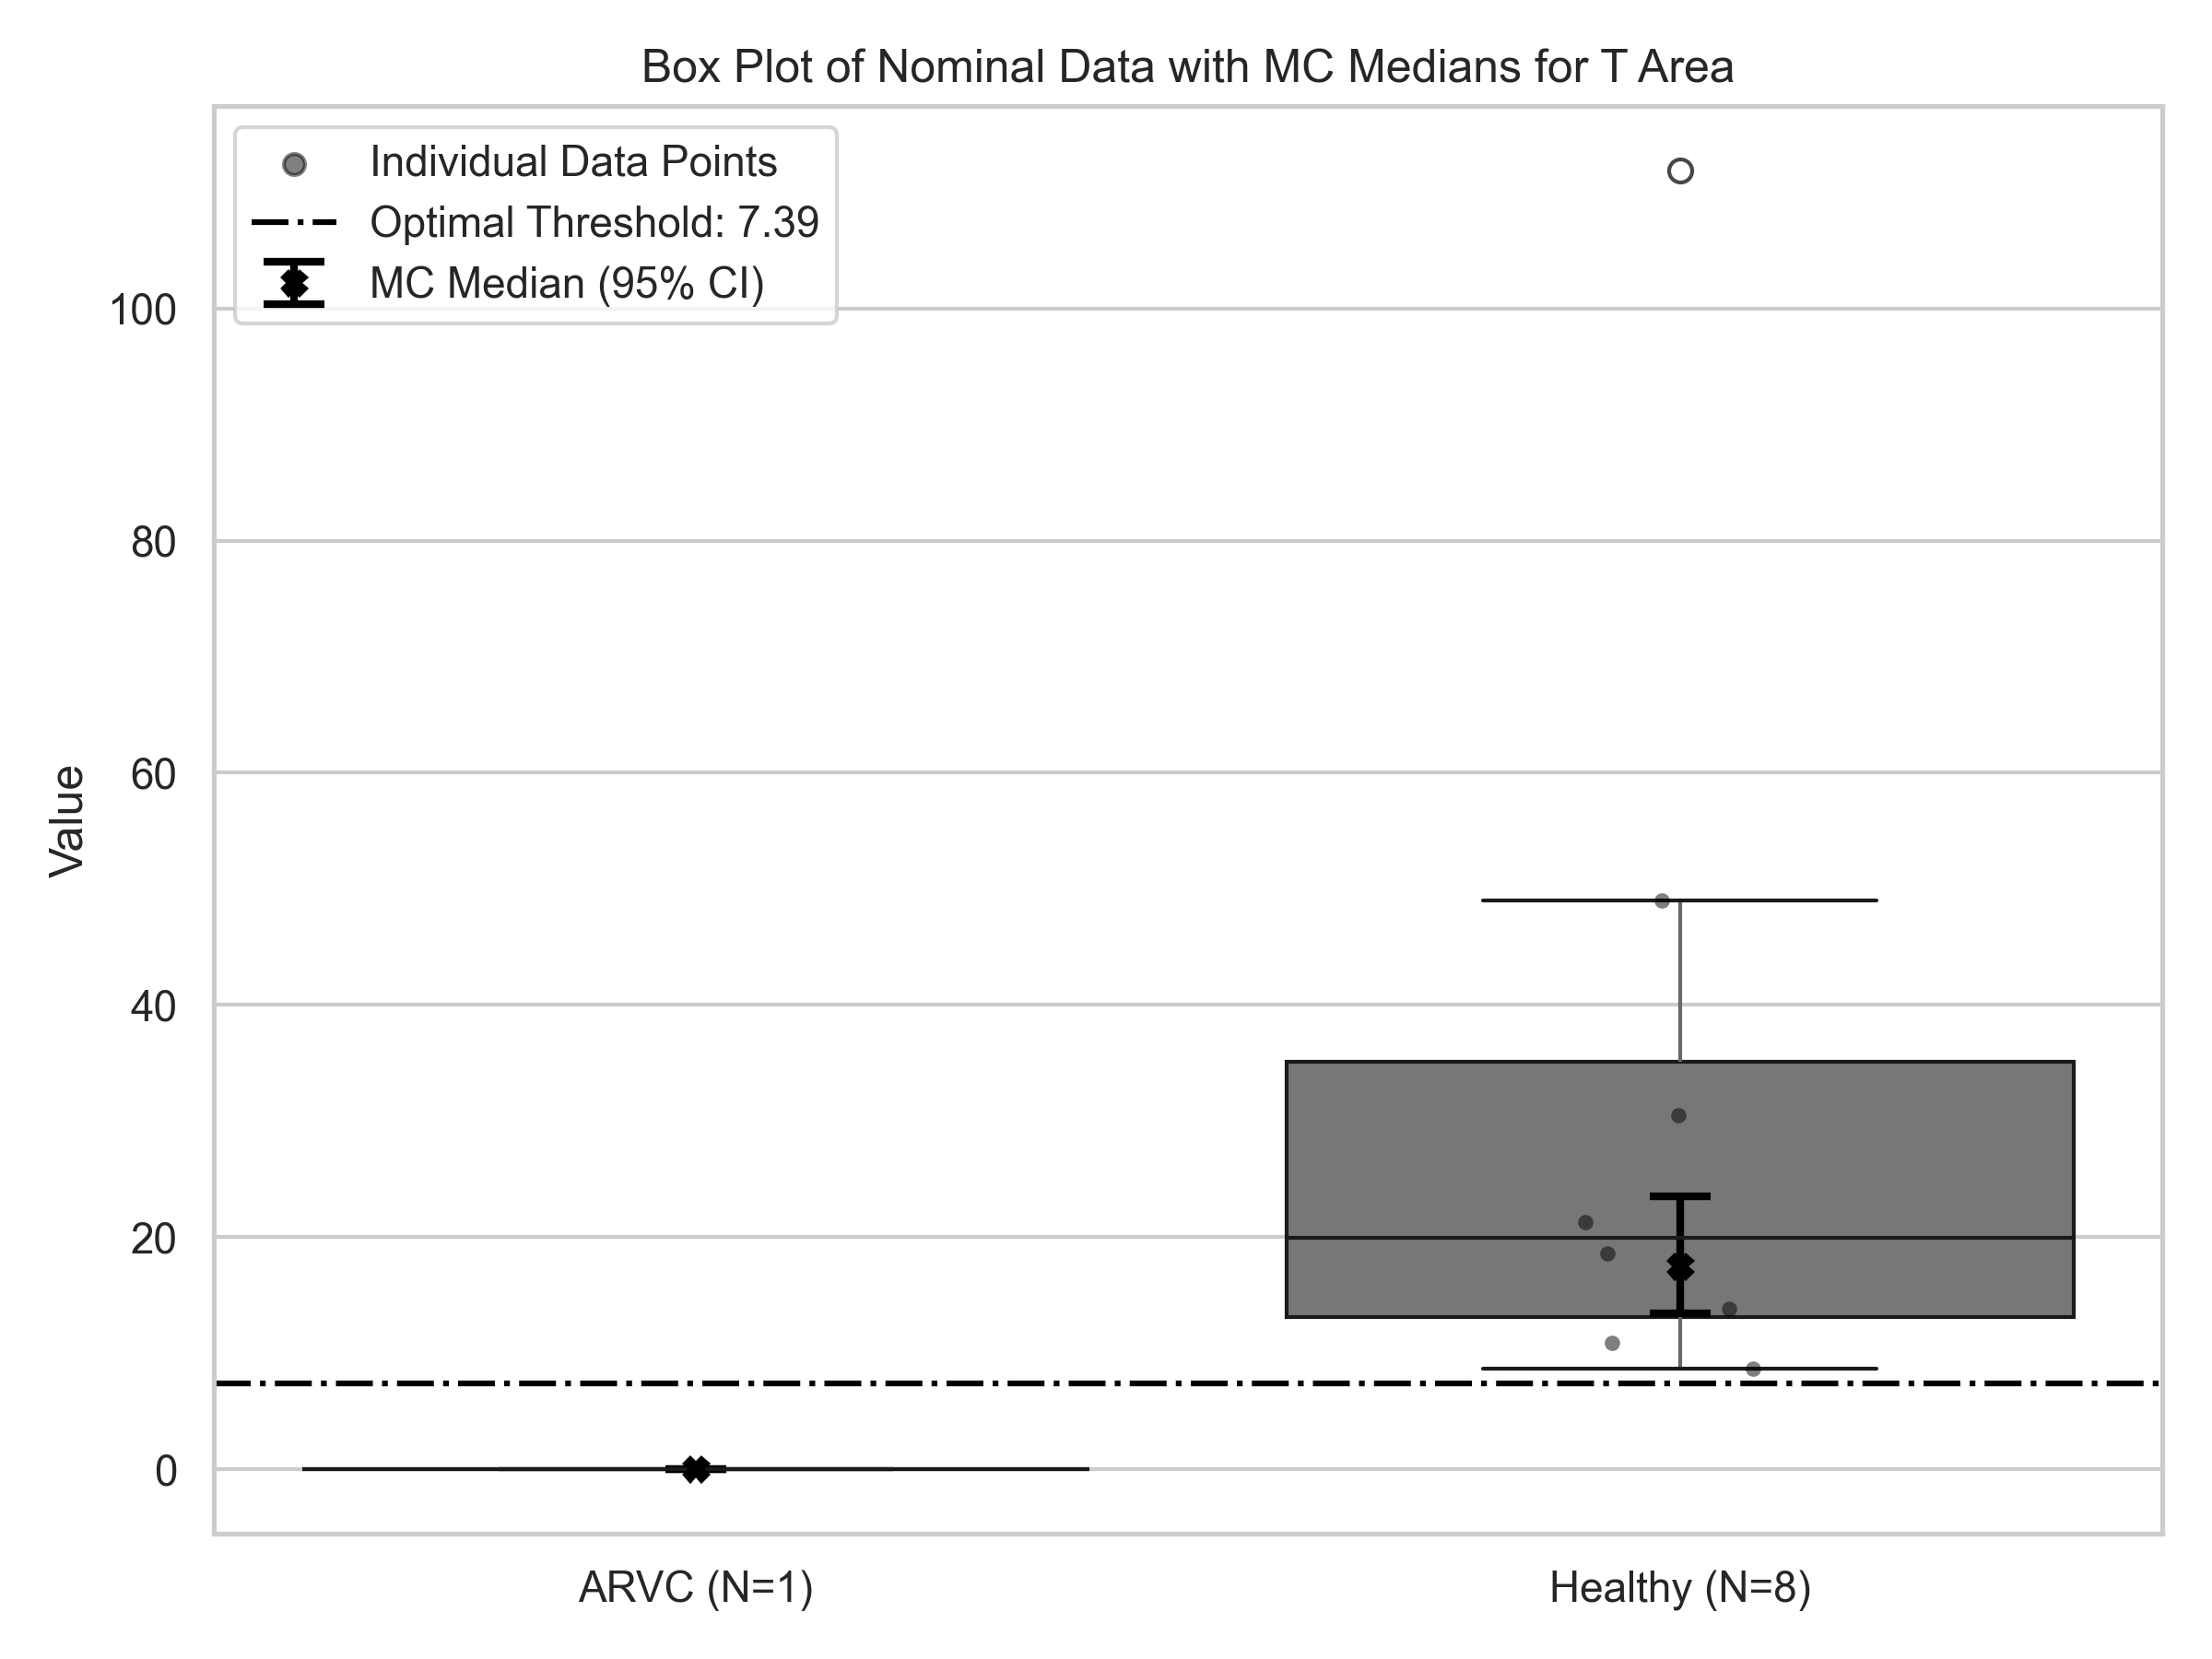 Box Plot of Nominal Data with MC Medians for T Area
Individual Data Points
Optimal Threshold: 7.39
MC Median (95% CI)
100
80
60
40
20
0
Value
ARVC (N=1)
Healthy (N=8)